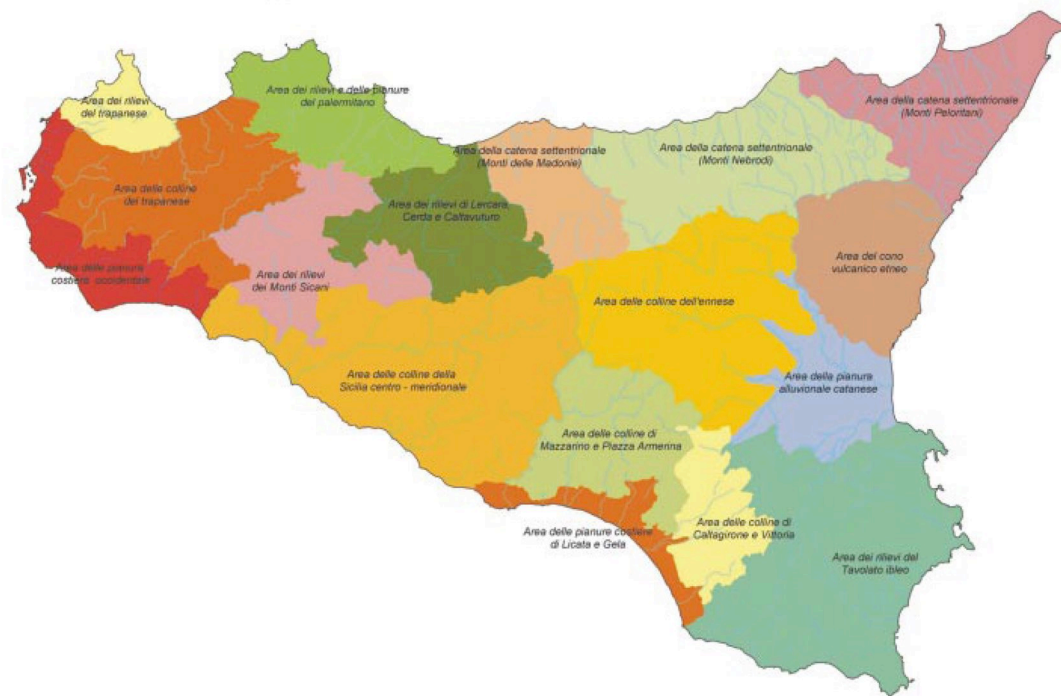 Area dei rilievi
del trapanese
Area dei rilievi e delle pianure
del palermitano
Area della catena settentrionale
(Monti Peloritani)
Area della catena settentrionale
(Monti delle Madonie)
Area della catena settentrionale
(Monti Nebrodi)
Area delle colline
del trapanese
Area dei rilievi di Lercara,
Cerda e Caltavuturo
Area delle pianura
costiera occidentale
Area dei rilievi
dei Monti Sicani
Area del cono
vulcanico etneo
Area delle colline dell'ennese
Area delle colline della
Sicilia centro - meridionale
Area della pianura
alluvionale catanese
Area delle colline di
Mazzarino e Piazza Armerina
Area delle pianure costiere
di Licata e Gela
Area delle colline di
Caltagirone e Vittoria
Area dei rilievi del
Tavolato ibleo